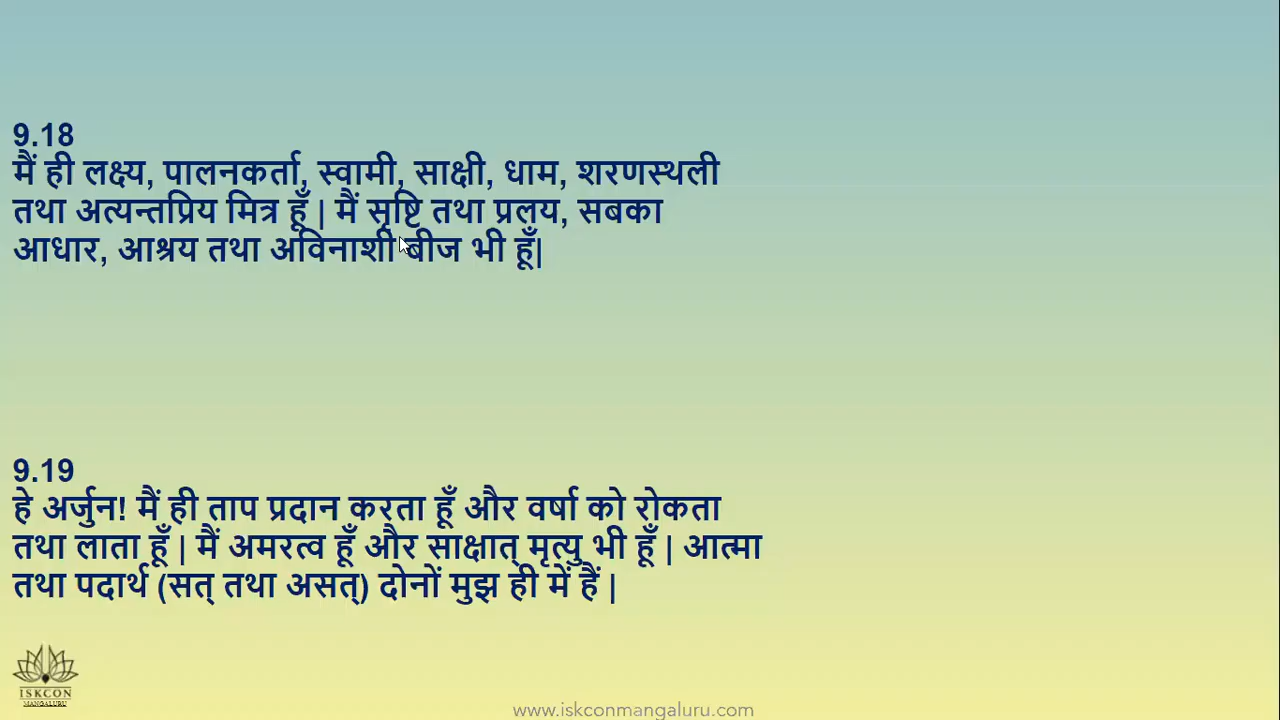 9.18
मैं ही लक्ष्य, पालनकर्ता, स्वामी, साक्षी, धाम, शरणस्थली
तथा अत्यन्तप्रिय मित्र हूँ | मैं सृष्टि तथा प्रलय, सबका
आधार, आश्रय तथा अविनाशी बीज भी हूँ|
9.19
हे अर्जुन! मैं ही ताप प्रदान करता हूँ और वर्षा को रोकता
तथा लाता हूँ | मैं अमरत्व हूँ और साक्षात् मृत्यु भी हूँ | आत्मा
तथा पदार्थ (सत् तथा असत्) दोनों मुझ ही में हैं |
ISKCON
MANGALURU
www.iskconmangaluru.com